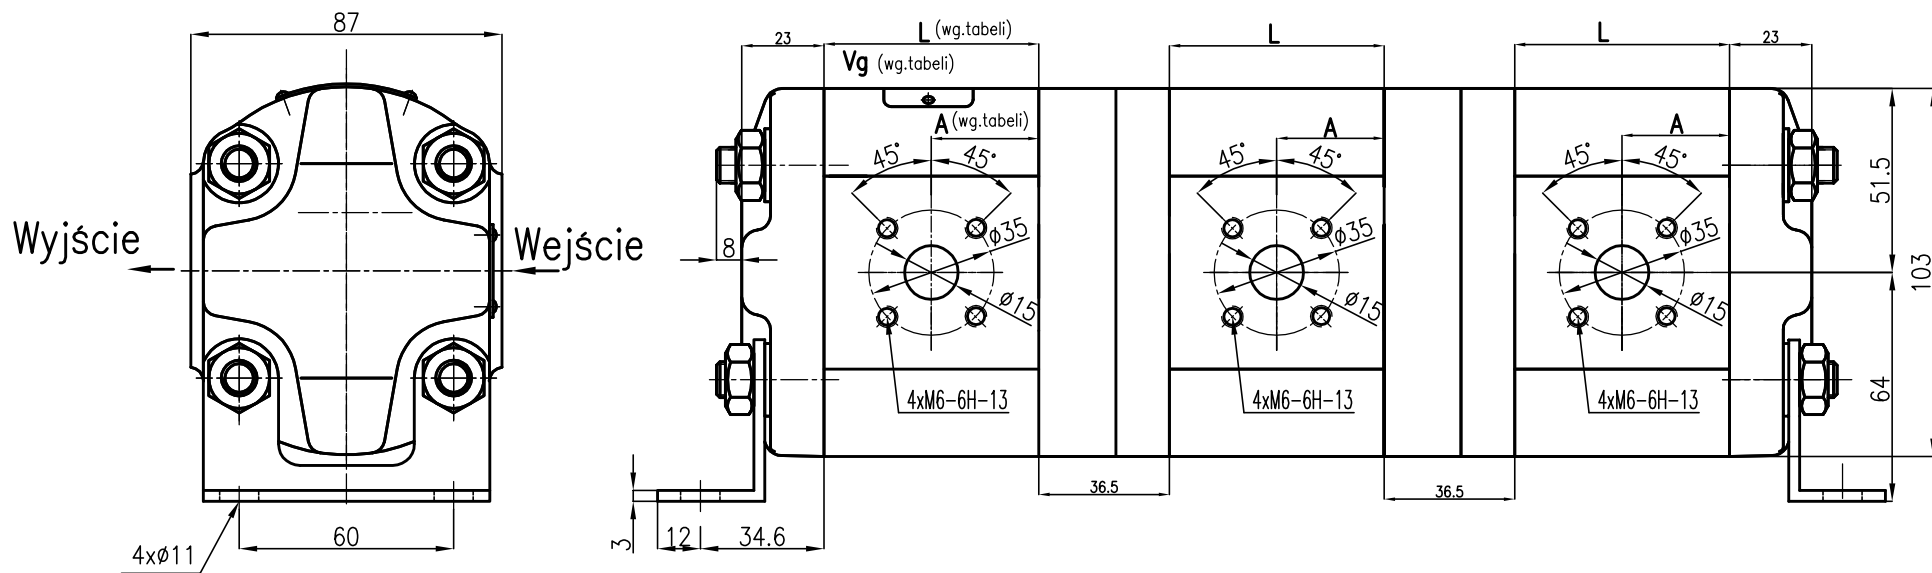 87
Wyjście
Wejście
60
4xø11
23
L (wg.tabeli)
Vg (wg.tabeli)
L
L
23
A (wg.tabeli)
A
A
45°
45°
45°
45°
45°
45°
8
ø35
ø35
ø35
ø15
ø15
ø15
4xM6-6H-13
4xM6-6H-13
4xM6-6H-13
51.5
103
64
36.5
36.5
3
12
34.6